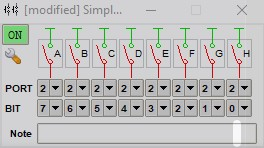 [modified] Simpl...
ON A B C D E F G H
PORT 2 2 2 2 2 2 2 2
BIT 7 6 5 4 3 2 1 0
Note